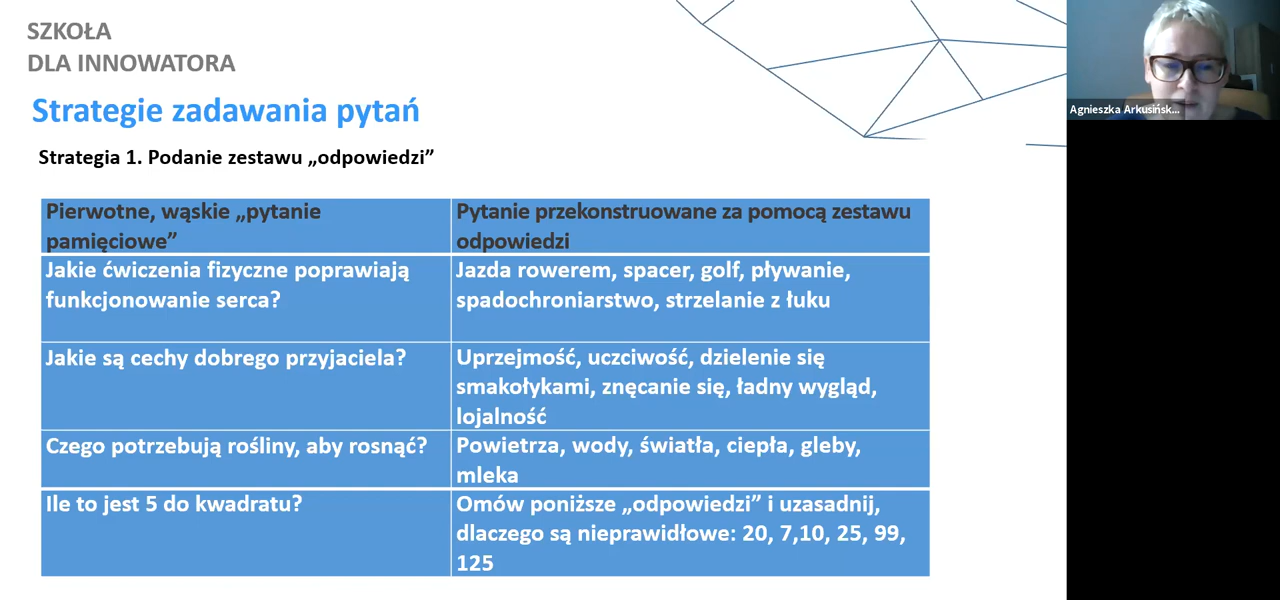 SZKOŁA
DLA INNOWATORA
Strategie zadawania pytań
Strategia 1. Podanie zestawu „odpowiedzi”
Pierwotne, wąskie „pytanie
pamięciowe”
Pytanie przekonstruowane za pomocą zestawu
odpowiedzi
Jakie ćwiczenia fizyczne poprawiają
funkcjonowanie serca?
Jazda rowerem, spacer, golf, pływanie,
spadochroniarstwo, strzelanie z łuku
Jakie są cechy dobrego przyjaciela?
Uprzejmość, uczciwość, dzielenie się
smakołykami, znęcanie się, ładny wygląd,
lojalność
Czego potrzebują rośliny, aby rosnąć?
Powietrza, wody, światła, ciepła, gleby,
mleka
Ile to jest 5 do kwadratu?
Omów poniższe „odpowiedzi” i uzasadnij,
dlaczego są nieprawidłowe: 20, 7,10, 25, 99,
125
Agnieszka Arkusińsk...